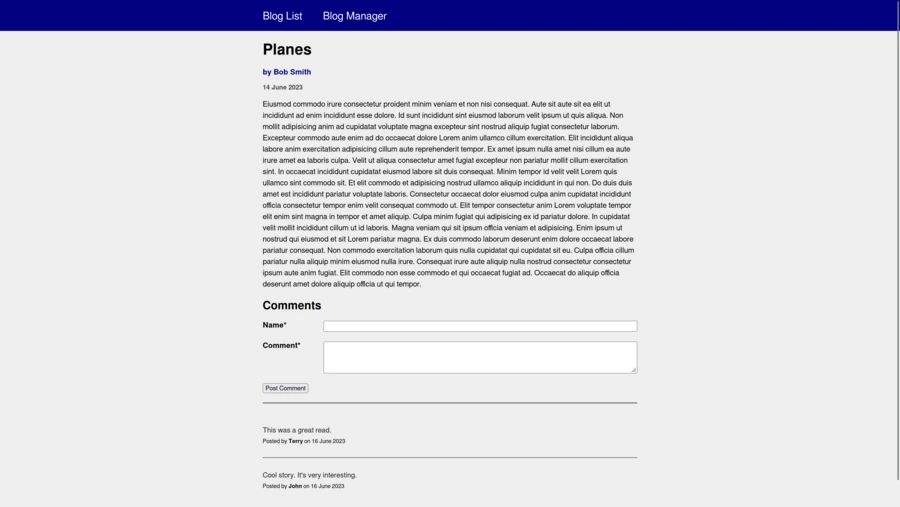 Blog List Blog Manager
Planes
by Bob Smith
14 June 2023
Eiusmod commodo irure consectetur proident minim veniam et non nisi consequat. Aute sit aute sit ea elit ut
incididunt ad enim incididunt esse dolore. Id sunt incididunt sint eiusmod laborum velit ipsum ut quis aliqua. Non
mollit adipisicing anim ad cupidatat voluptate magna excepteur sint nostrud aliquip fugiat consectetur laborum.
Excepteur commodo aute enim ad do occaecat dolore Lorem anim ullamco cillum exercitation. Elit incididunt aliqua
labore anim exercitation adipisicing cillum aute reprehenderit tempor. Ex amet ipsum nulla amet nisi cillum ea aute
irure amet ea laboris culpa. Velit ut aliqua consectetur amet fugiat excepteur non pariatur mollit cillum exercitation
sint. In occaecat incididunt cupidatat eiusmod labore sit duis consequat. Minim tempor id velit velit Lorem quis
ullamco sint commodo sit. Et elit commodo et adipisicing nostrud ullamco aliquip incididunt in qui non. Do duis duis
amet est incididunt pariatur voluptate laboris. Consectetur occaecat dolor eiusmod culpa anim cupidatat incididunt
officia consectetur tempor enim velit consequat commodo ut. Elit tempor consectetur anim Lorem voluptate tempor
elit enim sint magna in tempor et amet aliquip. Culpa minim fugiat qui adipisicing ex id pariatur dolore. In cupidatat
velit mollit incididunt cillum ut id laboris. Magna veniam qui sit ipsum officia veniam et adipisicing. Enim ipsum ut
nostrud qui eiusmod et sit Lorem pariatur magna. Ex duis commodo laborum deserunt enim dolore occaecat labore
pariatur consequat. Non commodo exercitation laborum quis nulla cupidatat qui cupidatat sit eu. Culpa officia cillum
pariatur nulla aliquip minim eiusmod nulla irure. Consequat irure aute aliquip nulla nostrud consectetur consectetur
ipsum aute anim fugiat. Elit commodo non esse commodo et qui occaecat fugiat ad. Occaecat do aliquip officia
deserunt amet dolore aliquip officia ut qui tempor.
Comments
Name*
Comment*
Post Comment
This was a great read.
Posted by Terry on 16 June 2023
Cool story. It's very interesting.
Posted by John on 16 June 2023